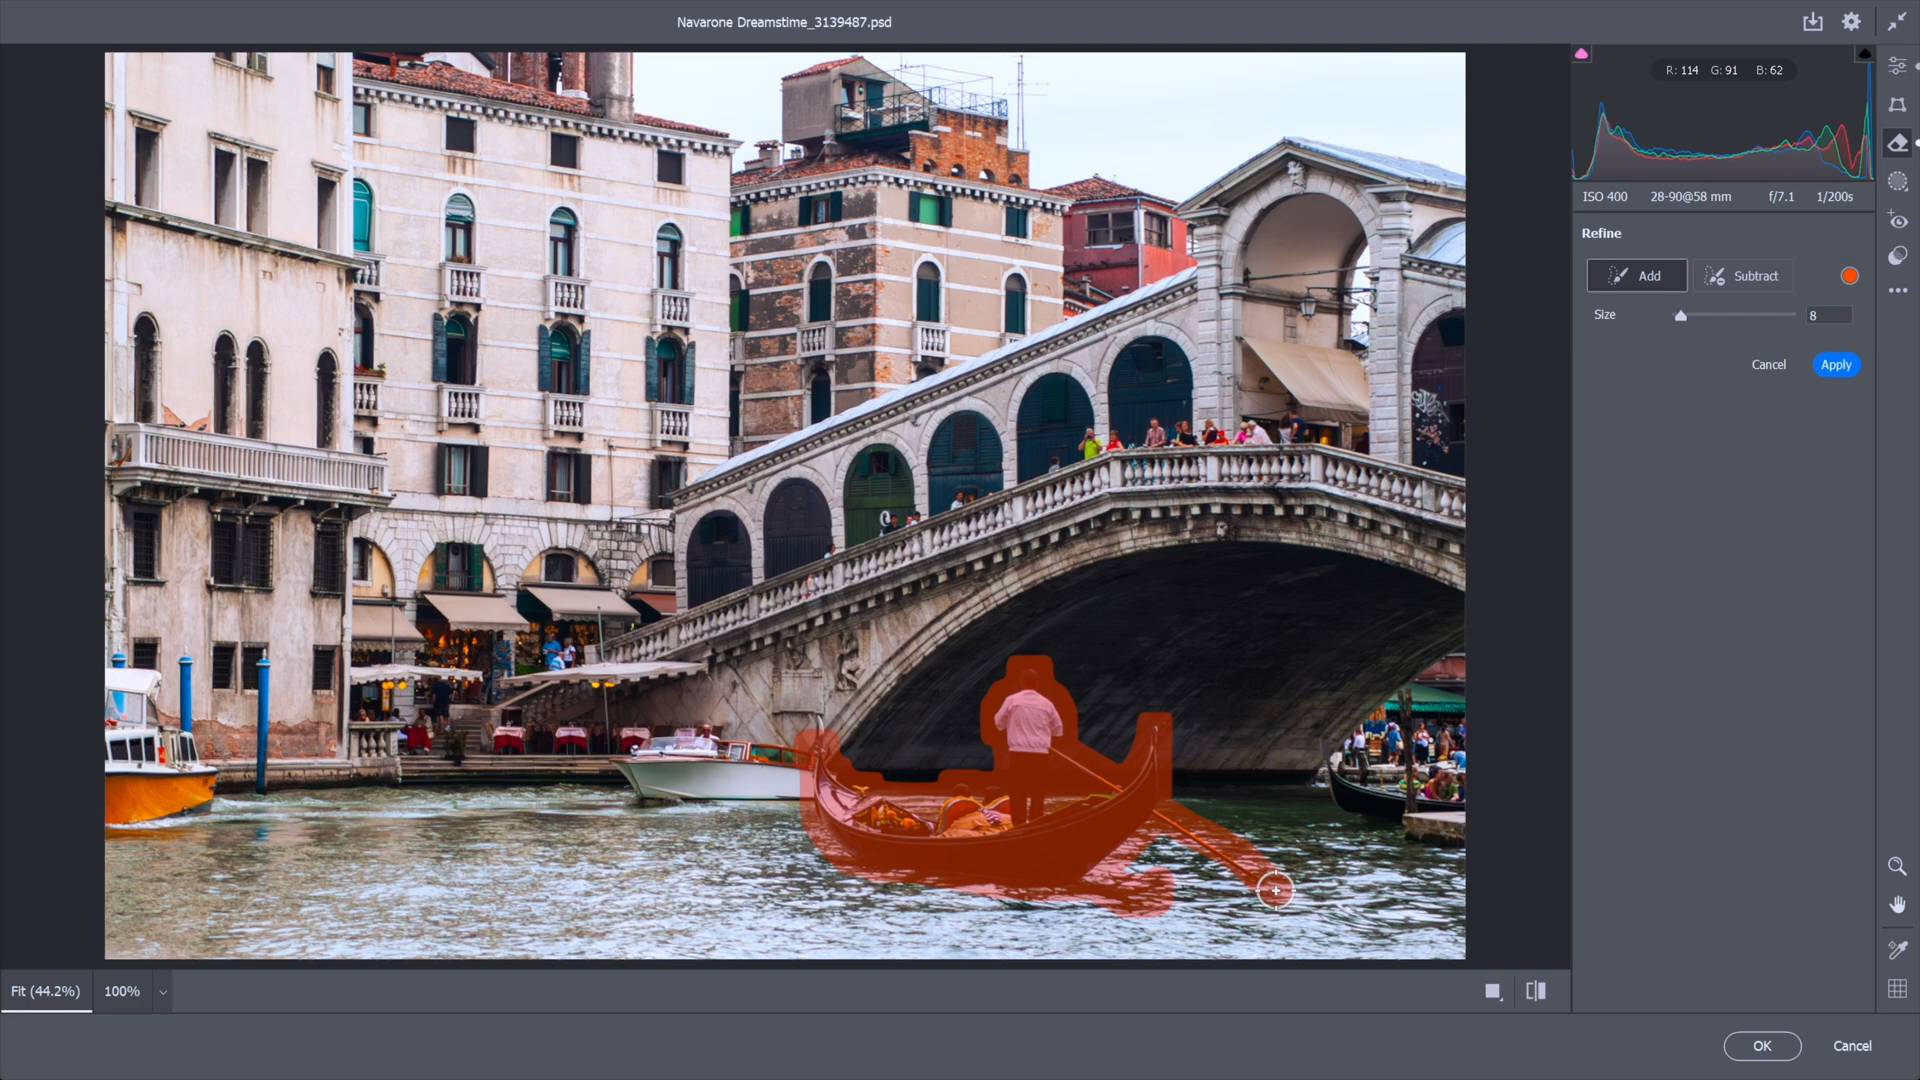 Navarone Dreamstime_3139487.psd
R: 114 G: 91 B: 62
ISO 400 28-90@58 mm f/7.1 1/200s
Refine
Add Subtract
Size 8
Cancel Apply
Fit (44.2%) 100%
OK Cancel